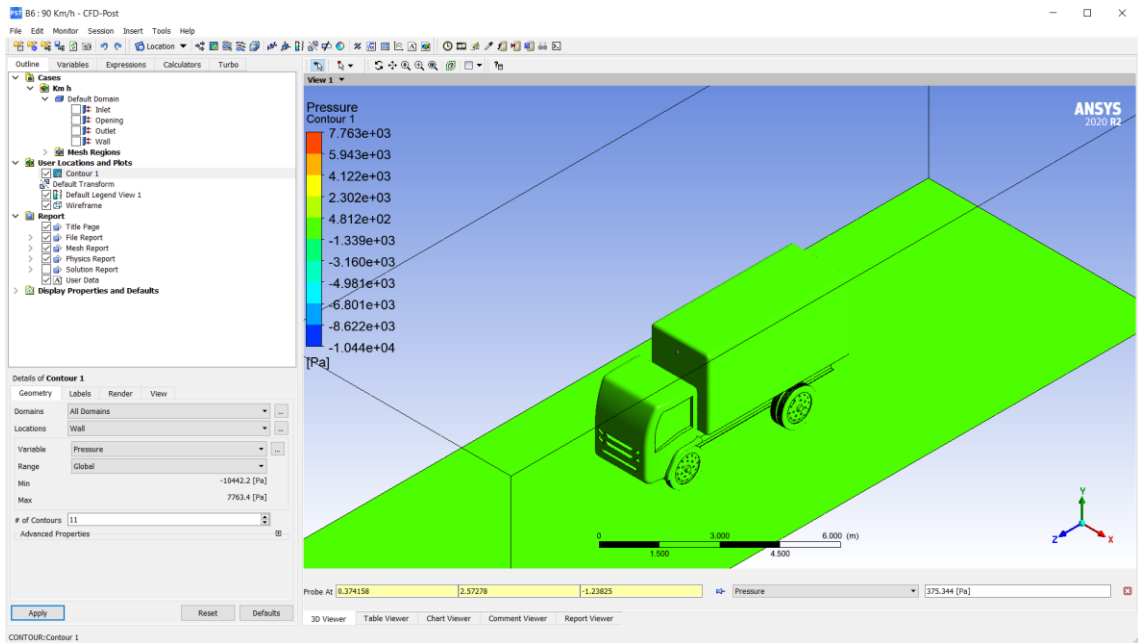 B6 : 90 Km/h - CFD-Post
File Edit Monitor Session Insert Tools Help
Location
Outline Variables Expressions Calculators Turbo
Cases
Km h
Default Domain
Inlet
Opening
Outlet
Wall
Mesh Regions
User Locations and Plots
Contour 1
Default Transform
Default Legend View 1
Wireframe
Report
Title Page
File Report
Mesh Report
Physics Report
Solution Report
User Data
Display Properties and Defaults
Details of Contour 1
Geometry Labels Render View
Domains All Domains ...
Locations Wall ...
Variable Pressure ...
Range Global
Min -10442.2 [Pa]
Max 7763.4 [Pa]
# of Contours 11
Advanced Properties
Apply Reset Defaults
CONTOUR:Contour 1
View 1
Pressure
Contour 1
7.763e+03
5.943e+03
4.122e+03
2.302e+03
4.812e+02
-1.339e+03
-3.160e+03
-4.981e+03
-6.801e+03
-8.622e+03
-1.044e+04
[Pa]
ANSYS
2020 R2
0 3.000 6.000 (m)
1.500 4.500
Y
Z X
Probe At 0.374158 2.57278 -1.23825 Pressure 375.344 [Pa]
3D Viewer Table Viewer Chart Viewer Comment Viewer Report Viewer